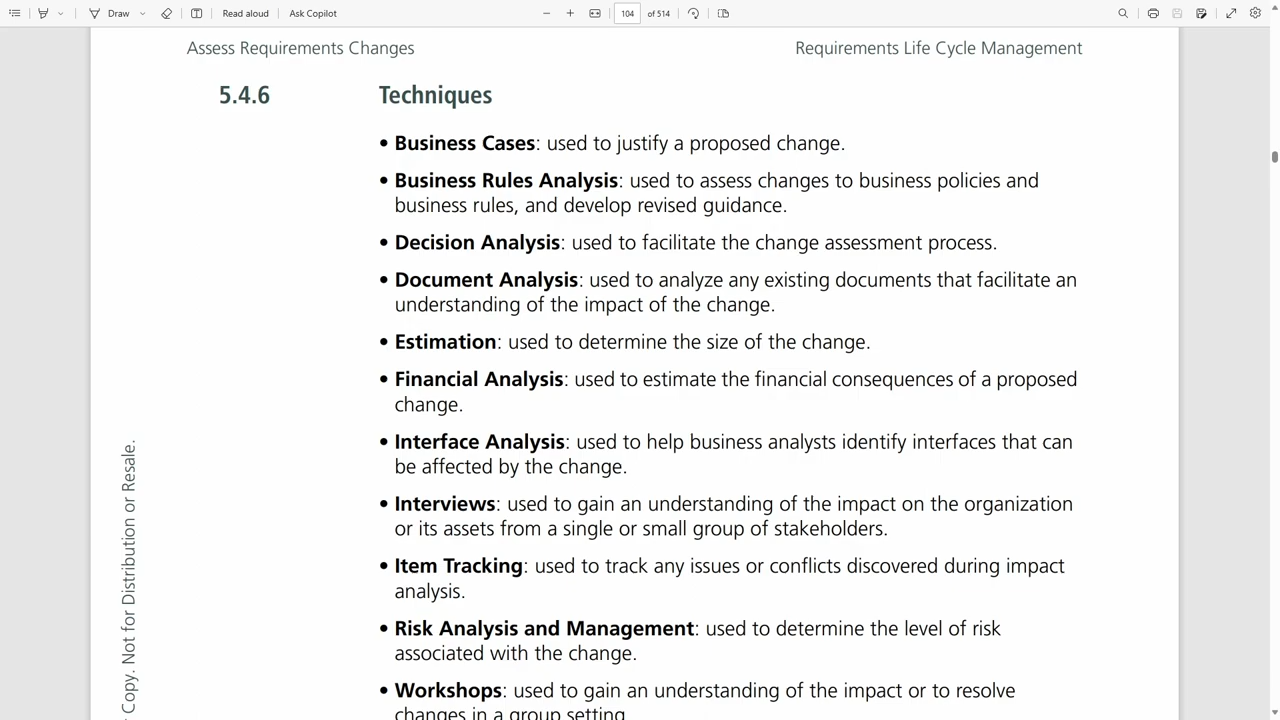 Draw
Read aloud
Ask Copilot
104
of 514
Assess Requirements Changes
Requirements Life Cycle Management
5.4.6
Techniques
• Business Cases: used to justify a proposed change.
• Business Rules Analysis: used to assess changes to business policies and
business rules, and develop revised guidance.
• Decision Analysis: used to facilitate the change assessment process.
• Document Analysis: used to analyze any existing documents that facilitate an
understanding of the impact of the change.
• Estimation: used to determine the size of the change.
• Financial Analysis: used to estimate the financial consequences of a proposed
change.
• Interface Analysis: used to help business analysts identify interfaces that can
be affected by the change.
• Interviews: used to gain an understanding of the impact on the organization
or its assets from a single or small group of stakeholders.
• Item Tracking: used to track any issues or conflicts discovered during impact
analysis.
• Risk Analysis and Management: used to determine the level of risk
associated with the change.
• Workshops: used to gain an understanding of the impact or to resolve
changes in a group setting.
Copy. Not for Distribution or Resale.